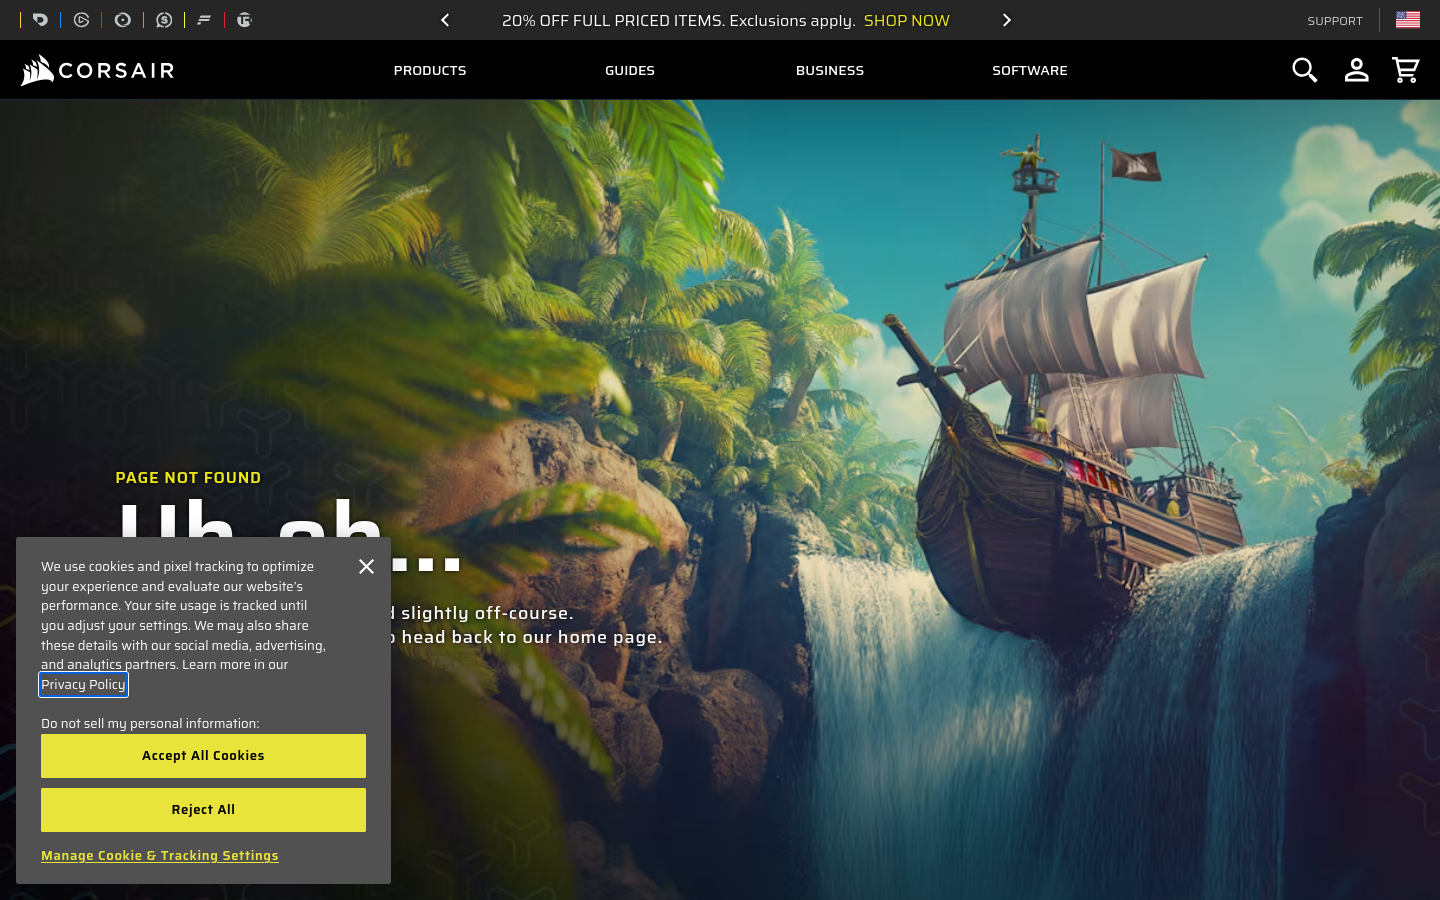 20% OFF FULL PRICED ITEMS. Exclusions apply. SHOP NOW
SUPPORT
CORSAIR
PRODUCTS
GUIDES
BUSINESS
SOFTWARE
PAGE NOT FOUND
Uh oh...
slightly off-course.
head back to our home page.
We use cookies and pixel tracking to optimize
your experience and evaluate our website's
performance. Your site usage is tracked until
you adjust your settings. We may also share
these details with our social media, advertising,
and analytics partners. Learn more in our
Privacy Policy
Do not sell my personal information:
Accept All Cookies
Reject All
Manage Cookie & Tracking Settings